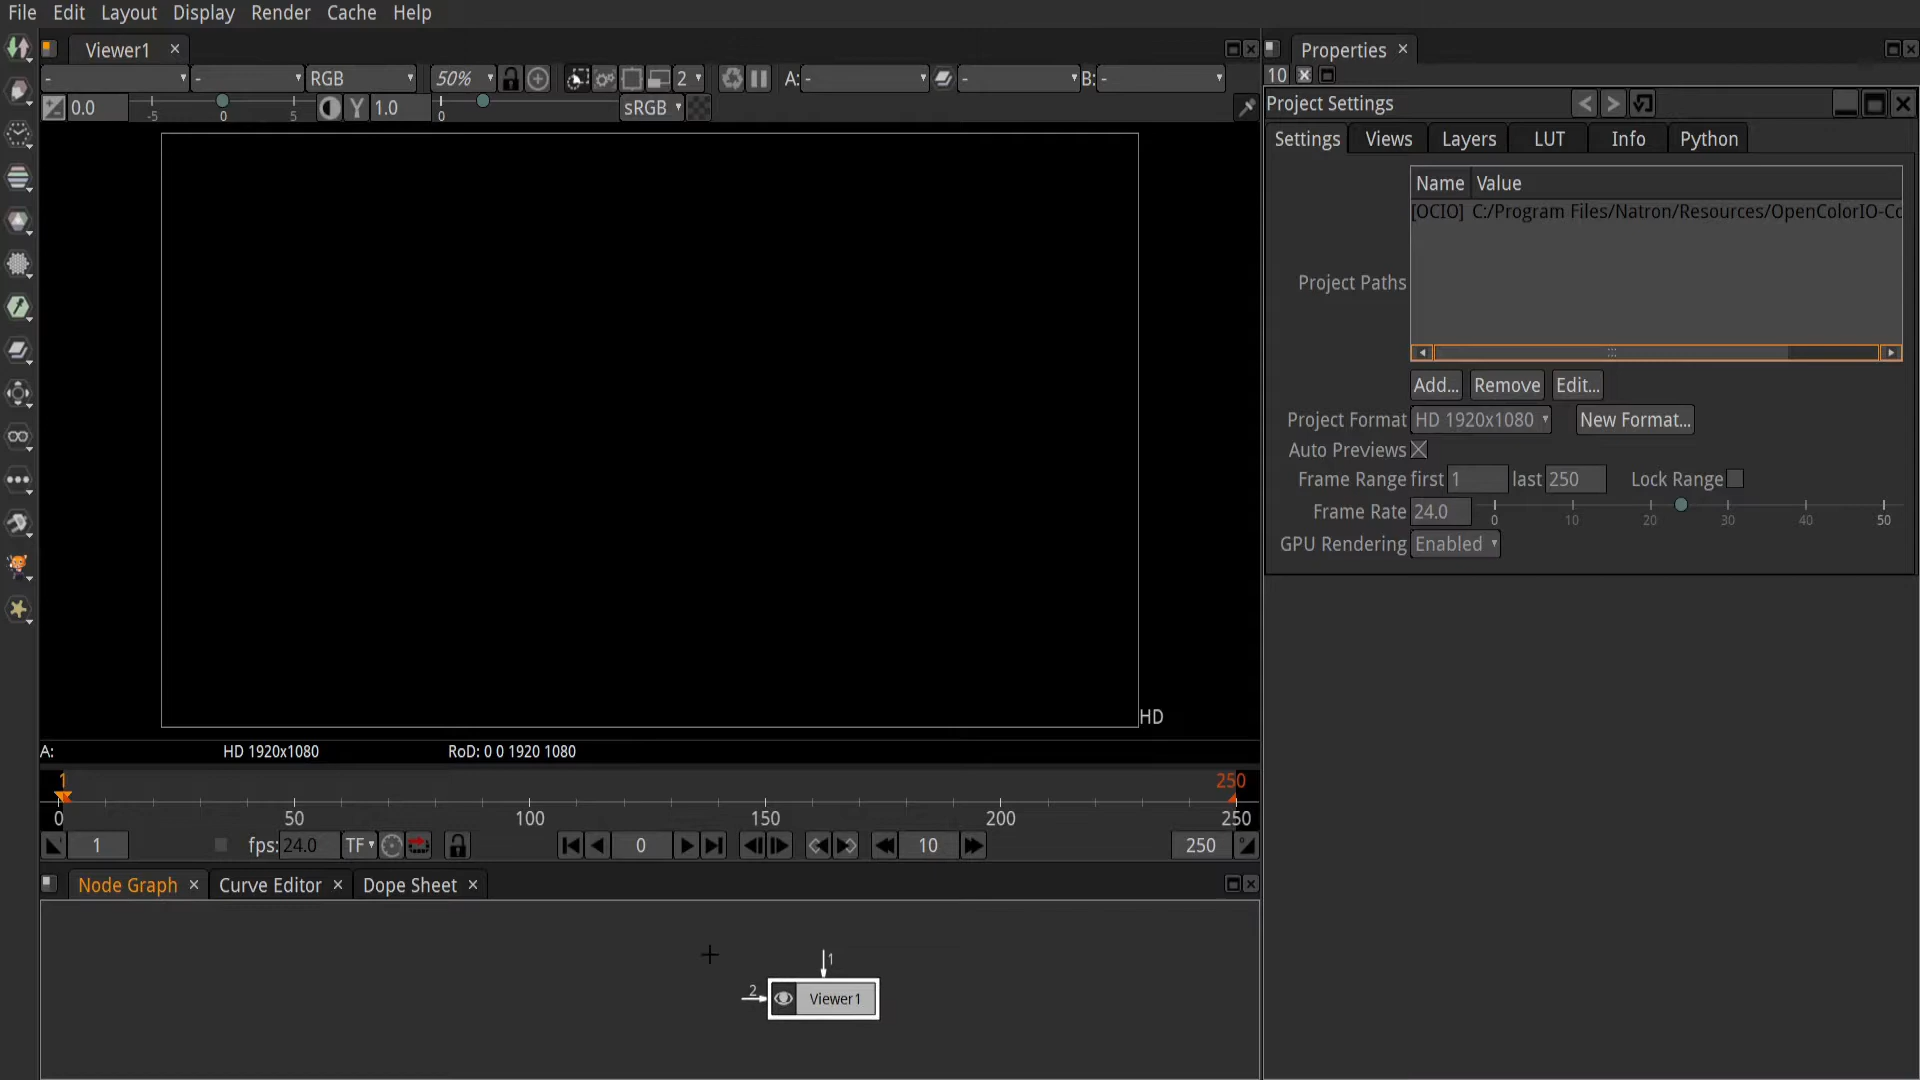 File Edit Layout Display Render Cache Help
Viewer1
- - RGB 50% 2 A: - - B: -
0.0 -5 0 5 Y 1.0 0 sRGB
HD
A: HD 1920x1080 RoD: 0 0 1920 1080
1 250
0 50 100 150 200 250
1 fps: 24.0 TF 0 10 250
Node Graph Curve Editor Dope Sheet
1
2 Viewer1
Properties
10
Project Settings
Settings Views Layers LUT Info Python
Name Value
[OCIO] C:/Program Files/Natron/Resources/OpenColorIO-Co
Project Paths
Add... Remove Edit...
Project Format HD 1920x1080 New Format...
Auto Previews
Frame Range first 1 last 250 Lock Range
Frame Rate 24.0 0 10 20 30 40 50
GPU Rendering Enabled